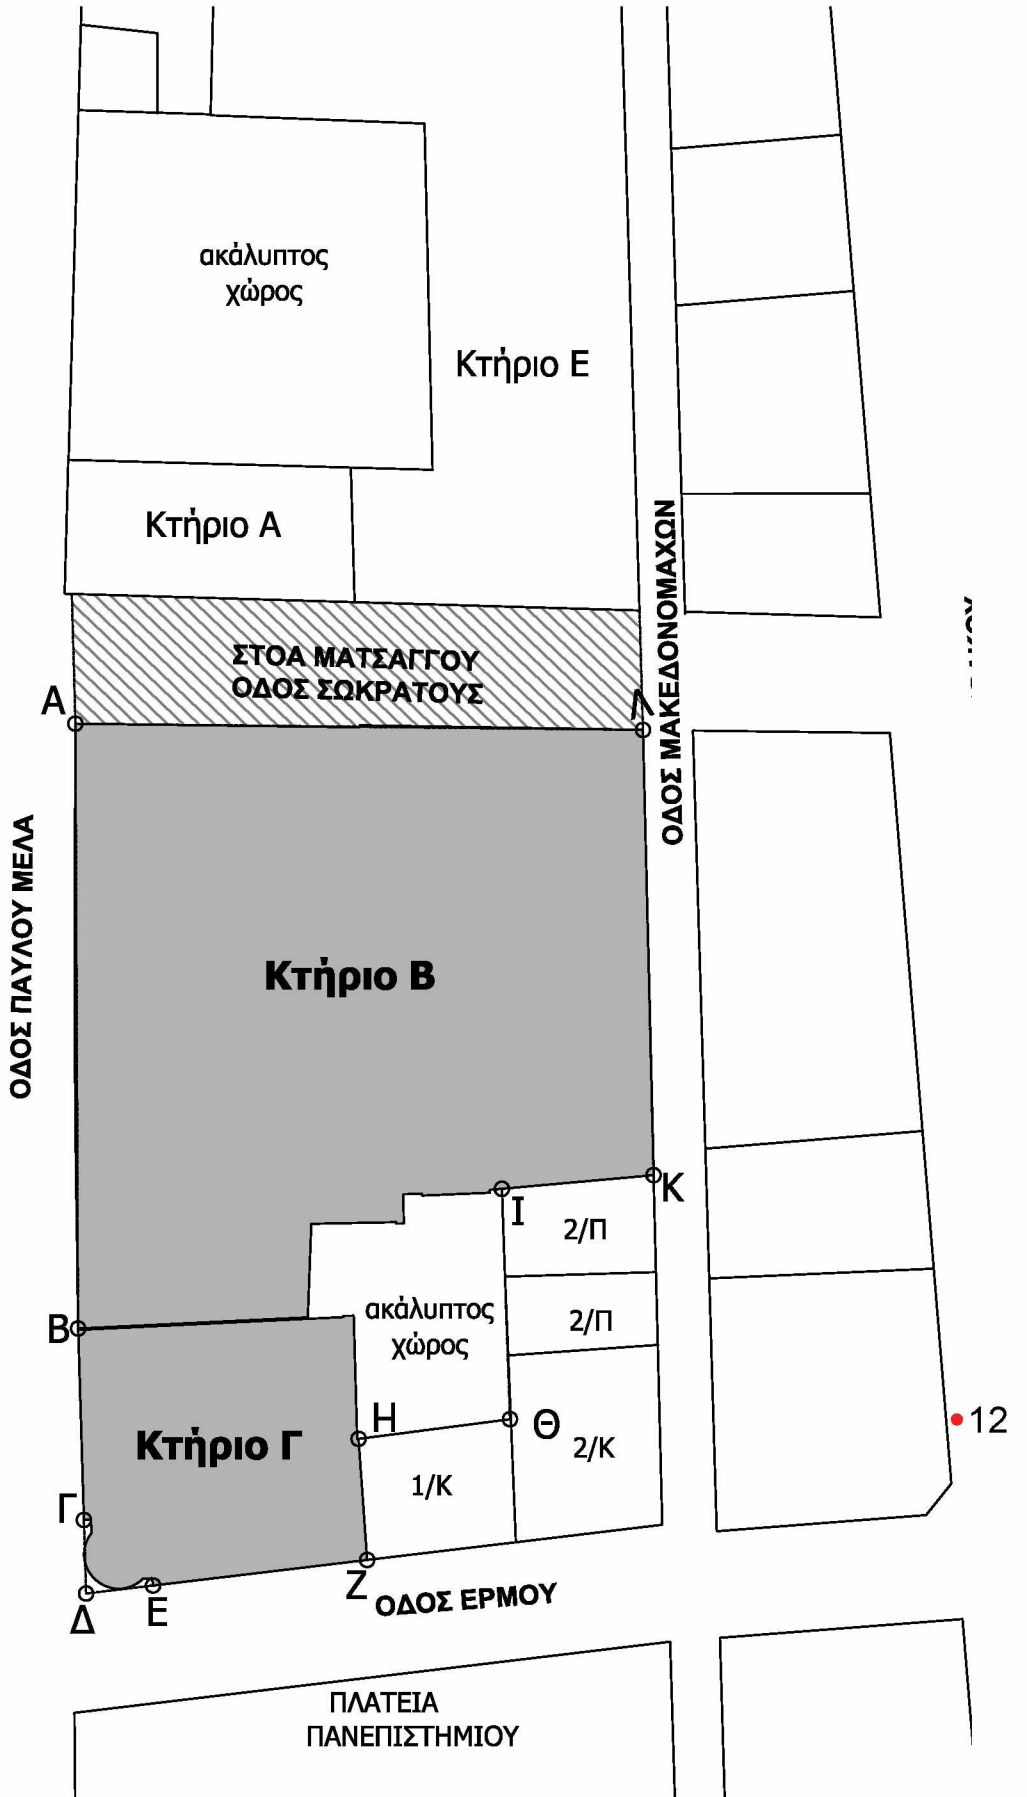 ακάλυπτος
χώρος
Κτήριο Ε
Κτήριο Α
ΟΔΟΣ ΜΑΚΕΔΟΝΟΜΑΧΩΝ
ΣΤΟΑ ΜΑΤΣΑΓΓΟΥ
ΟΔΟΣ ΣΩΚΡΑΤΟΥΣ
Α
Λ
ΟΔΟΣ ΠΑΥΛΟΥ ΜΕΛΑ
Κτήριο Β
Κ
Ι
2/Π
ακάλυπτος
χώρος
2/Π
Β
Η
Θ
12
Κτήριο Γ
2/Κ
1/Κ
Γ
Ζ
Δ
Ε
ΟΔΟΣ ΕΡΜΟΥ
ΠΛΑΤΕΙΑ
ΠΑΝΕΠΙΣΤΗΜΙΟΥ